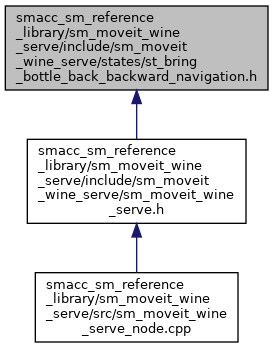 smacc_sm_reference
_library/sm_moveit_wine
_serve/include/sm_moveit
_wine_serve/states/st_bring
_bottle_back_backward_navigation.h
smacc_sm_reference
_library/sm_moveit_wine
_serve/include/sm_moveit
_wine_serve/sm_moveit_wine
_serve.h
smacc_sm_reference
_library/sm_moveit_wine
_serve/src/sm_moveit_wine
_serve_node.cpp